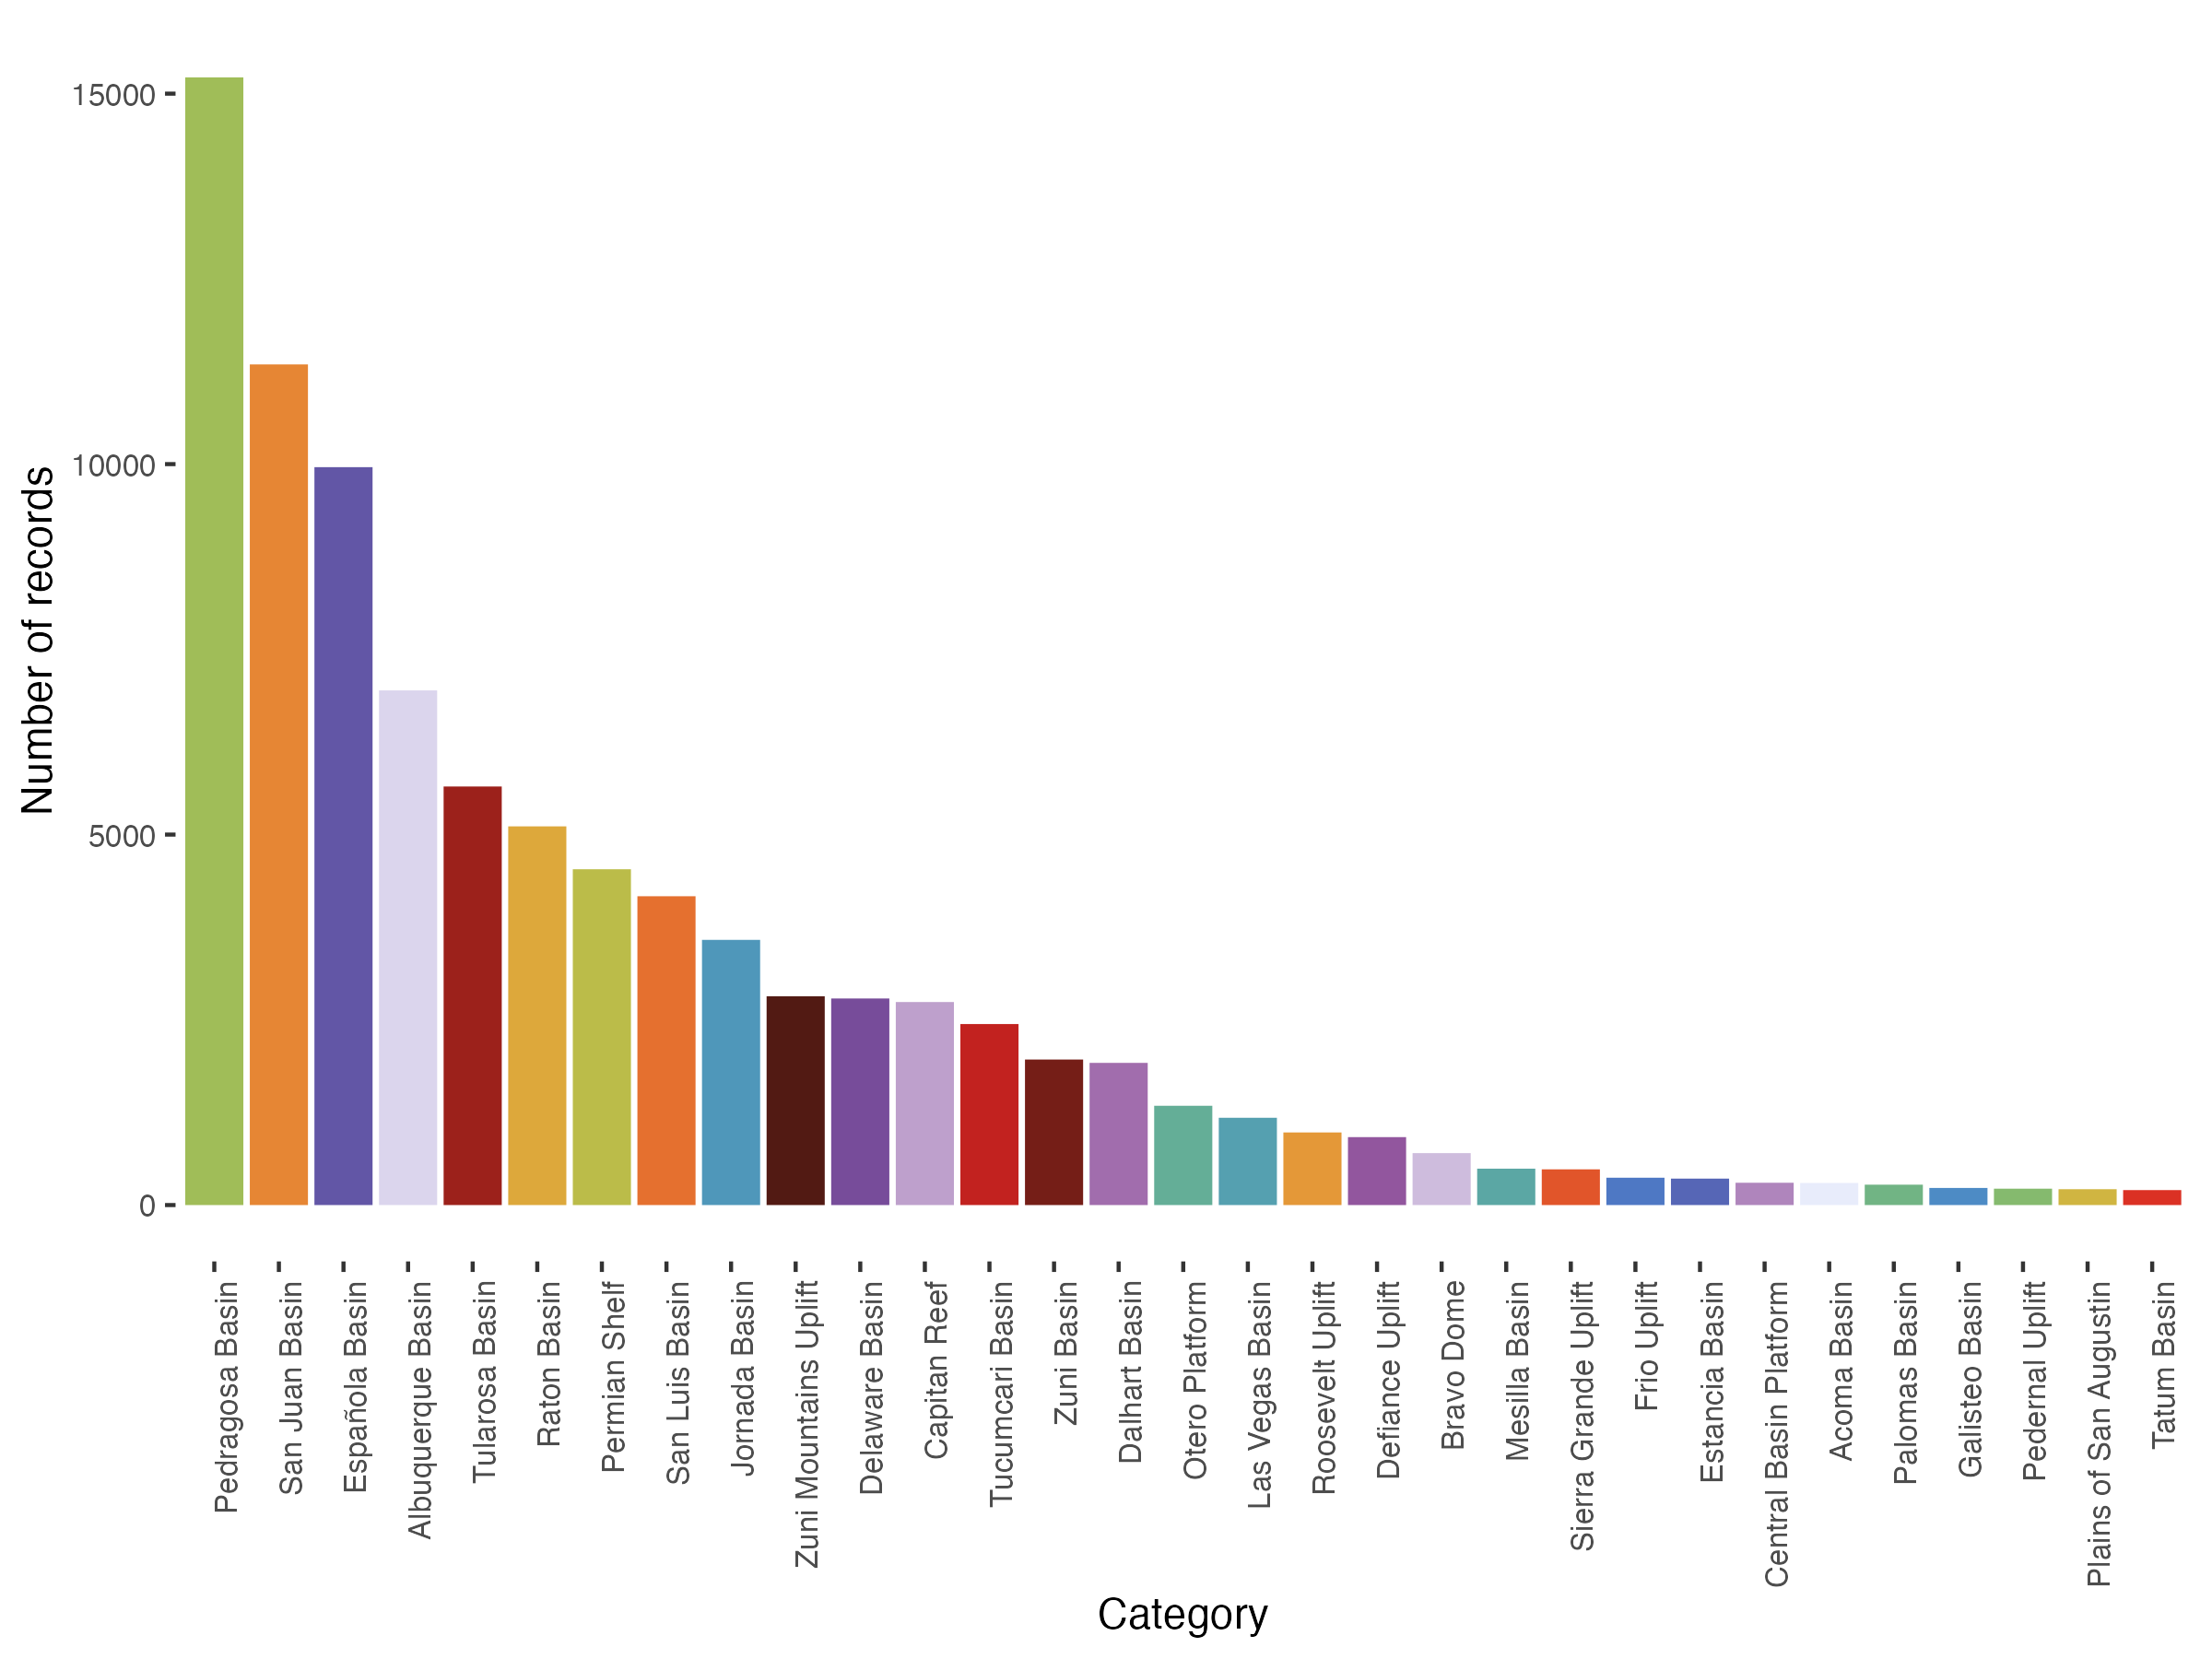 Number of records
15000
10000
5000
0
Pedragosa Basin
San Juan Basin
Española Basin
Albuquerque Basin
Tularosa Basin
Raton Basin
Permian Shelf
San Luis Basin
Jornada Basin
Zuni Mountains Uplift
Delaware Basin
Capitan Reef
Tucumcari Basin
Zuni Basin
Dalhart Basin
Otero Platform
Las Vegas Basin
Roosevelt Uplift
Defiance Uplift
Bravo Dome
Mesilla Basin
Sierra Grande Uplift
Frio Uplift
Estancia Basin
Central Basin Platform
Acoma Basin
Palomas Basin
Galisteo Basin
Pedernal Uplift
Plains of San Augustin
Tatum Basin
Category